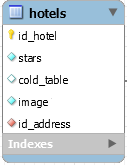 hotels
id_hotel
stars
cold_table
image
id_address
Indexes